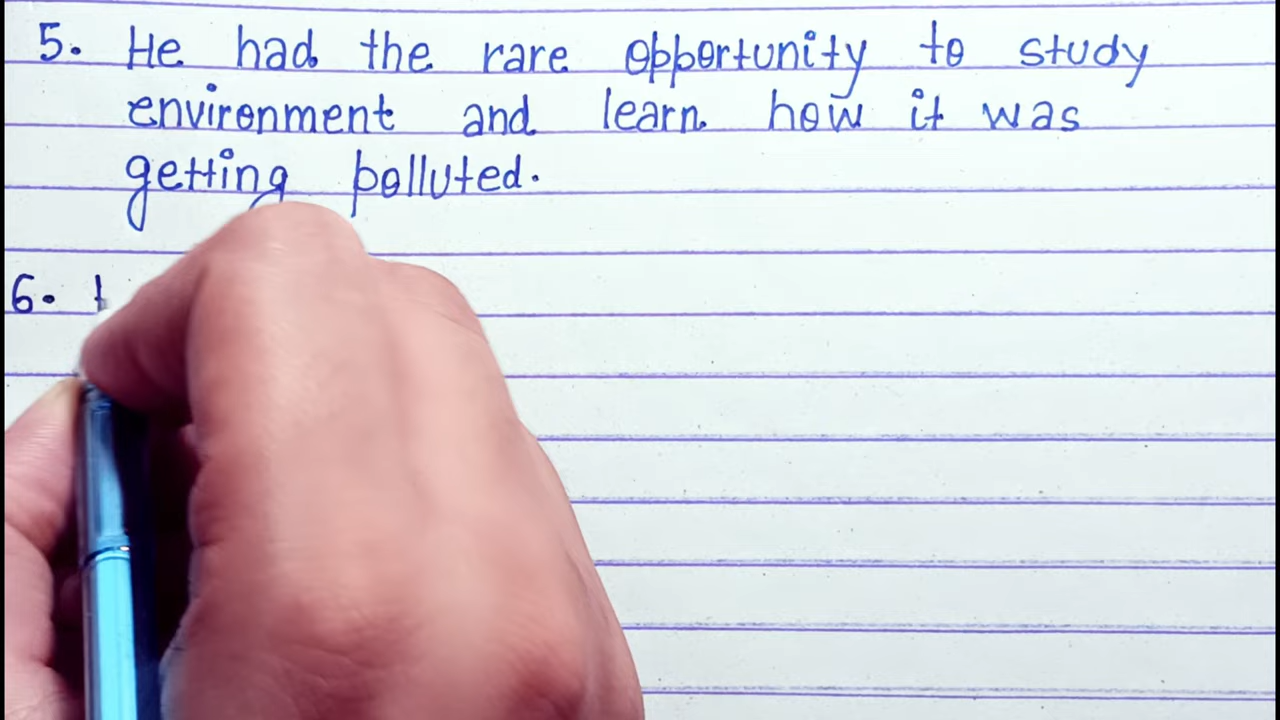 5. He had the rare opportunity to study
environment and learn how it was
getting polluted.
6.